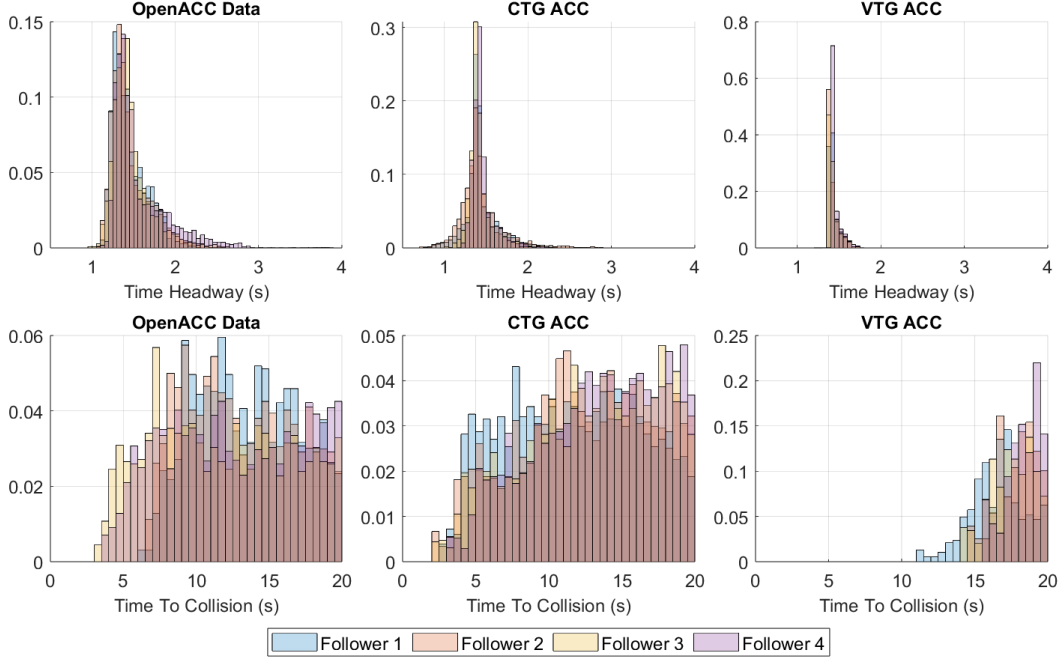 OpenACC Data
CTG ACC
VTG ACC
0.15
0.1
0.05
0
1 2 3 4
Time Headway (s)
0.3
0.2
0.1
0
1 2 3 4
Time Headway (s)
0.8
0.6
0.4
0.2
0
1 2 3 4
Time Headway (s)
OpenACC Data
CTG ACC
VTG ACC
0.06
0.04
0.02
0
0 5 10 15 20
Time To Collision (s)
0.05
0.04
0.03
0.02
0.01
0
0 5 10 15 20
Time To Collision (s)
0.25
0.2
0.15
0.1
0.05
0
0 5 10 15 20
Time To Collision (s)
Follower 1 Follower 2 Follower 3 Follower 4